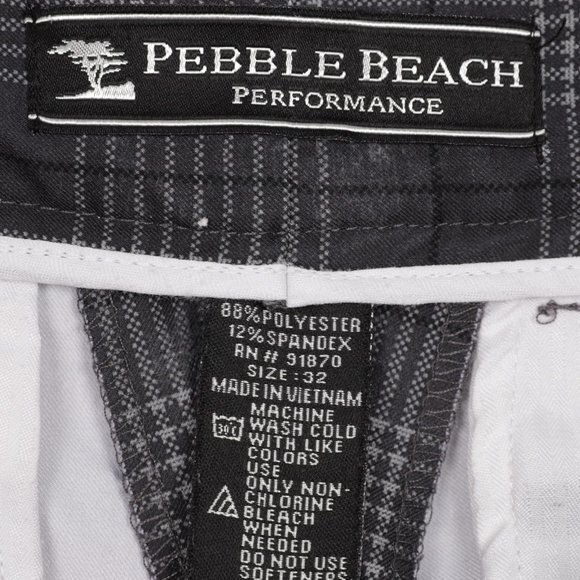 PEBBLE BEACH
PERFORMANCE
88%POLYESTER
12%SPANDEX
RN # 91870
SIZE:32
MADE IN VIETNAM
MACHINE
30°C WASH COLD
WITH LIKE
COLORS
USE
ONLY NON-
CHLORINE
BLEACH
WHEN
NEEDED
DO NOT USE
SOFTENERS